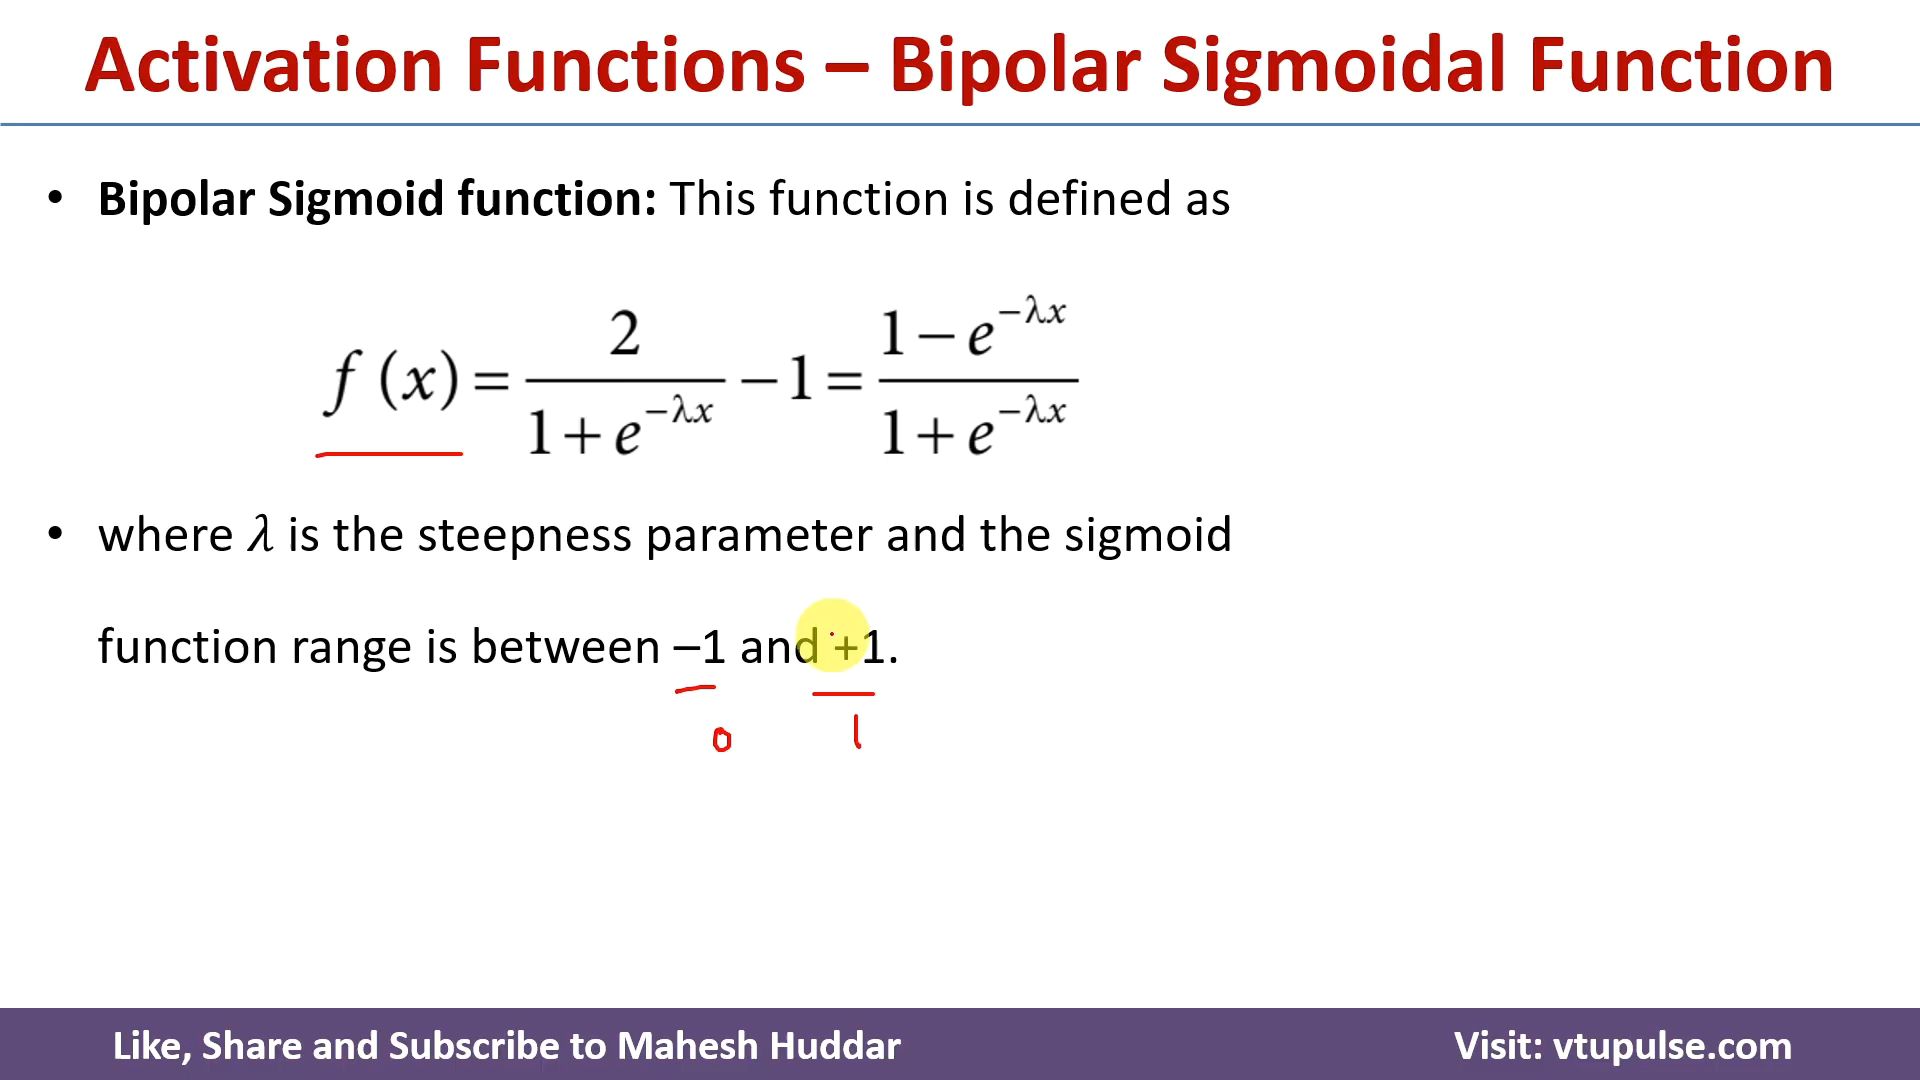 Activation Functions – Bipolar Sigmoidal Function
• Bipolar Sigmoid function: This function is defined as
f (x) = 2 / (1 + e^{−λx}) − 1 = (1 − e^{−λx}) / (1 + e^{−λx})
• where λ is the steepness parameter and the sigmoid
function range is between –1 and +1.
0 1
Like, Share and Subscribe to Mahesh Huddar
Visit: vtupulse.com